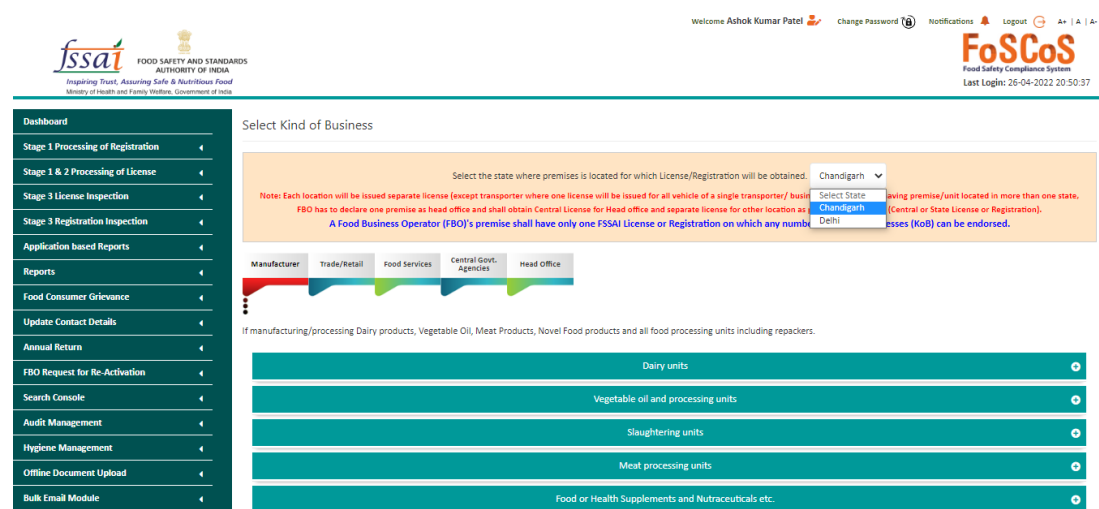 Welcome Ashok Kumar Patel Change Password Notifications Logout A+ | A | A-
fssai
FOOD SAFETY AND STANDARDS
AUTHORITY OF INDIA
Inspiring Trust, Assuring Safe & Nutritious Food
Ministry of Health and Family Welfare, Government of India
FoSCoS
Food Safety Compliance System
Last Login: 26-04-2022 20:50:37
Dashboard
Stage 1 Processing of Registration
Stage 1 & 2 Processing of License
Stage 3 License Inspection
Stage 3 Registration Inspection
Application based Reports
Reports
Food Consumer Grievance
Update Contact Details
Annual Return
FBO Request for Re-Activation
Search Console
Audit Management
Hygiene Management
Offline Document Upload
Bulk Email Module
Select Kind of Business
Select the state where premises is located for which License/Registration will be obtained. Chandigarh
Select State
Chandigarh
Delhi
Note: Each location will be issued separate license (except transporter where one license will be issued for all vehicle of a single transporter/ busin aving premise/unit located in more than one state,
FBO has to declare one premise as head office and shall obtain Central License for Head office and separate license for other location as (Central or State License or Registration).
A Food Business Operator (FBO)'s premise shall have only one FSSAI License or Registration on which any numb esses (KoB) can be endorsed.
Manufacturer Trade/Retail Food Services Central Govt. Agencies Head Office
If manufacturing/processing Dairy products, Vegetable Oil, Meat Products, Novel Food products and all food processing units including repackers.
Dairy units
Vegetable oil and processing units
Slaughtering units
Meat processing units
Food or Health Supplements and Nutraceuticals etc.